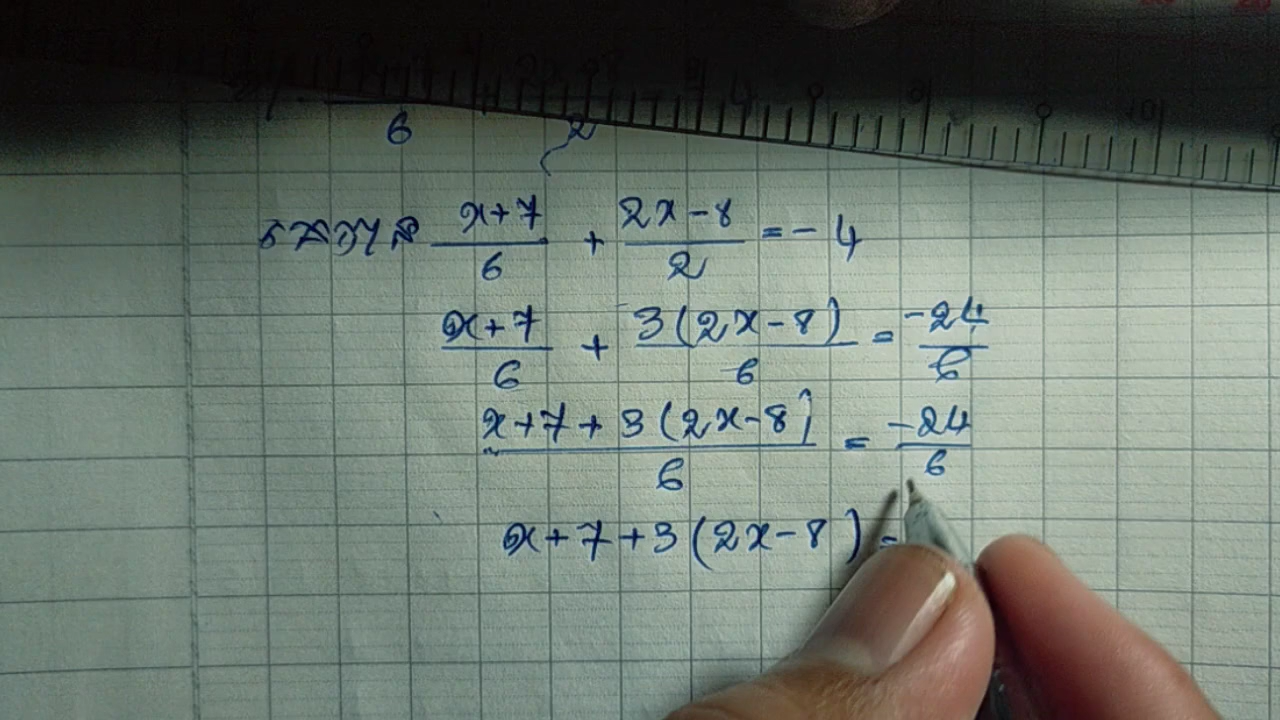 6 2
x+7/6 + 2x-8/2 = -4
x+7/6 + 3(2x-8)/6 = -24/6
x+7+3(2x-8)/6 = -24/6
x+7+3(2x-8) =